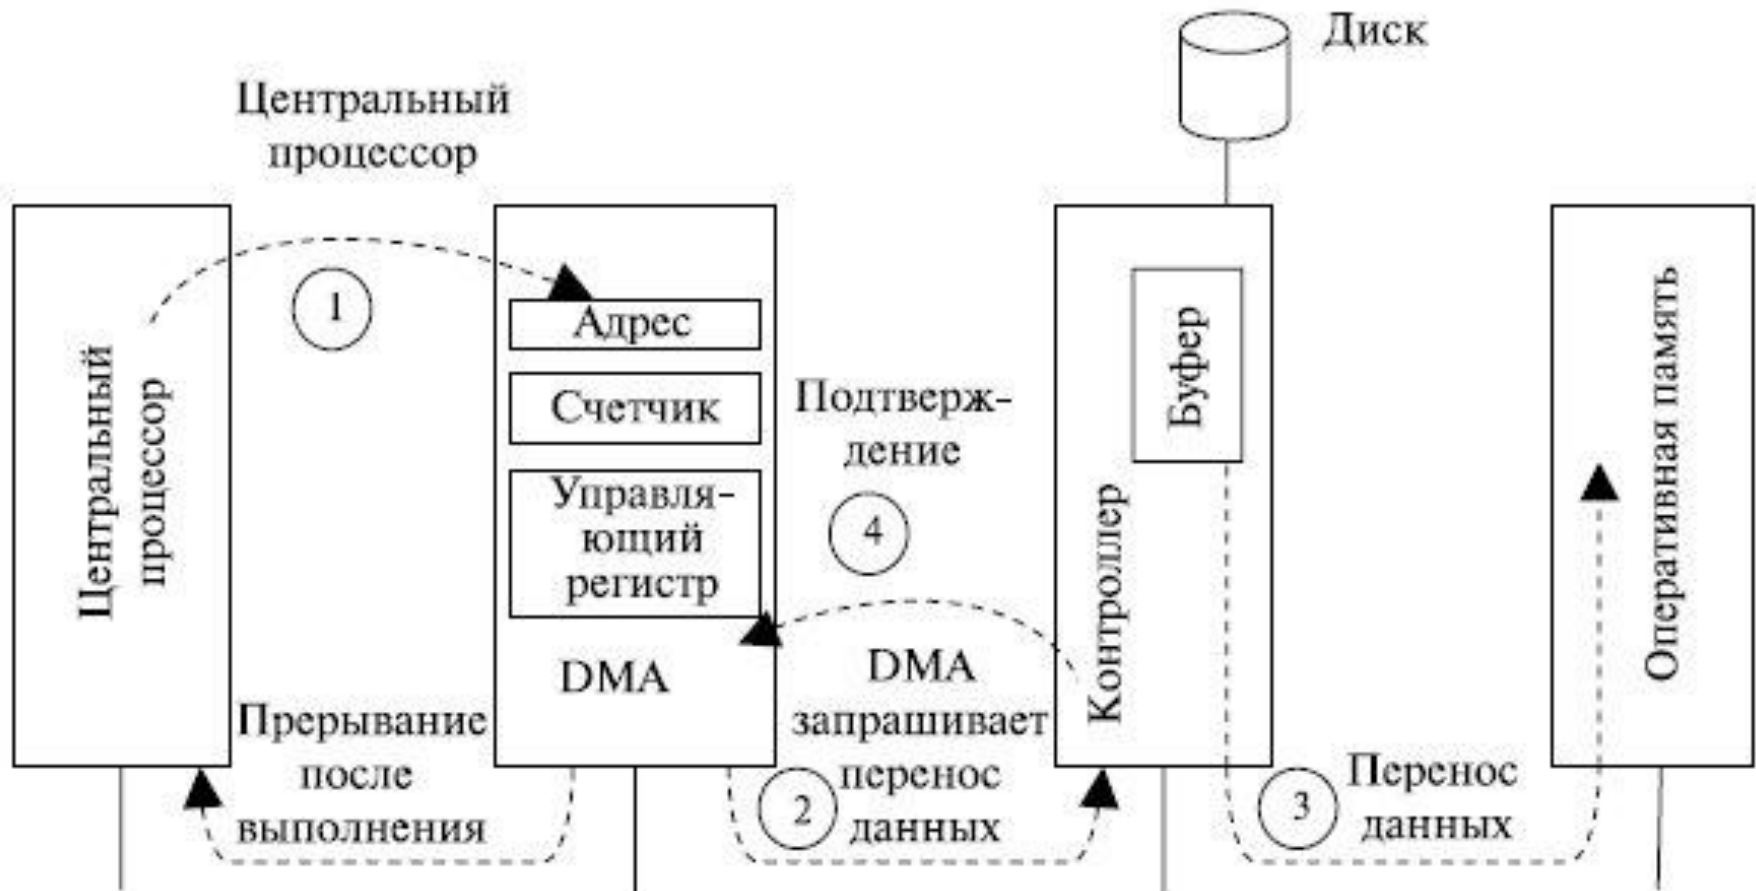 Диск
Центральный
процессор
Центральный
процессор
1
Адрес
Счетчик
Управля-
ющий
регистр
DMA
Подтверж-
дение
4
Буфер
Контроллер
Оперативная память
DMA
запрашивает
перенос
данных
2
Прерывание
после
выполнения
3
Перенос
данных